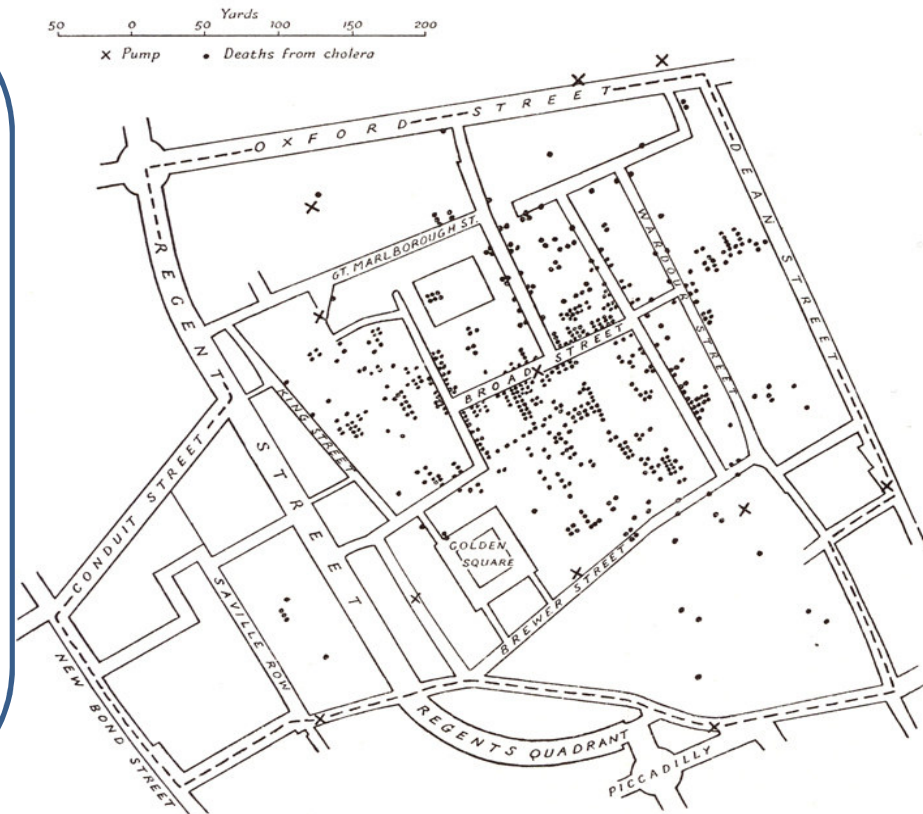 Yards
50 0 50 100 200
× Pump • Deaths from cholera
OXFORD STREET
DEAN STREET
REGENT STREET
GT. MARLBOROUGH ST.
WARDOUR STREET
BROAD STREET
KING STREET
CONDUIT STREET
GOLDEN
SQUARE
BREWER STREET
SAVILLE ROW
NEW BOND STREET
REGENTS QUADRANT
PICCADILLY